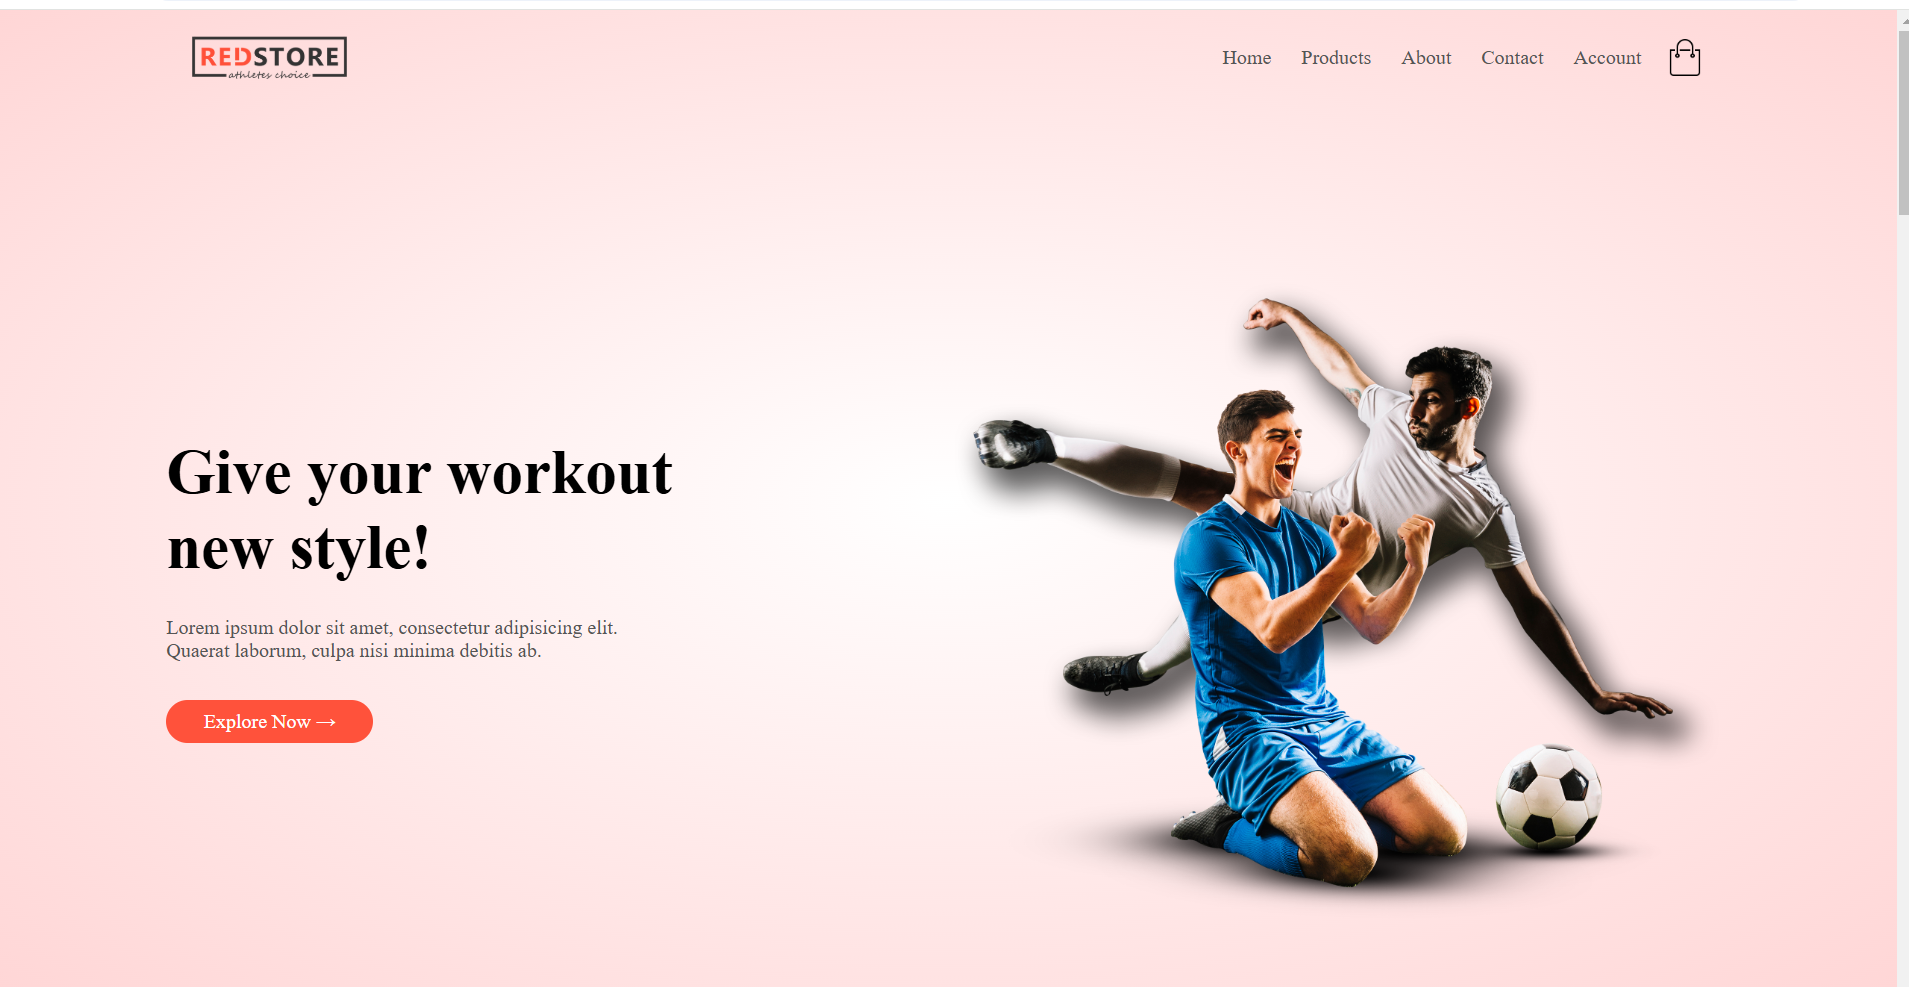 REDSTORE
athletes choice
Home Products About Contact Account
Give your workout
new style!
Lorem ipsum dolor sit amet, consectetur adipisicing elit.
Quaerat laborum, culpa nisi minima debitis ab.
Explore Now →